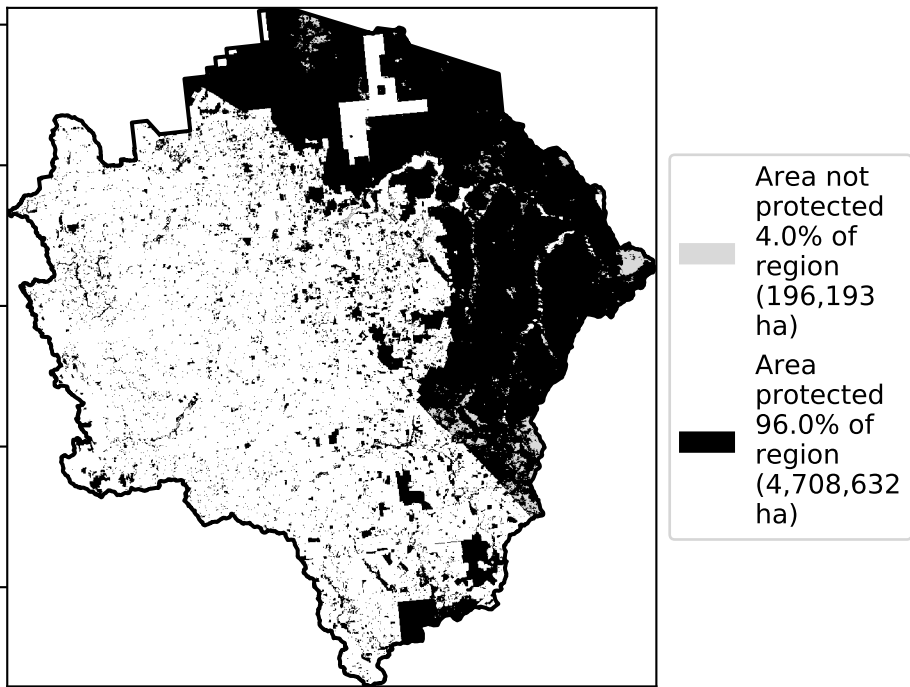 Area not
protected
4.0% of
region
(196,193
ha)
Area
protected
96.0% of
region
(4,708,632
ha)